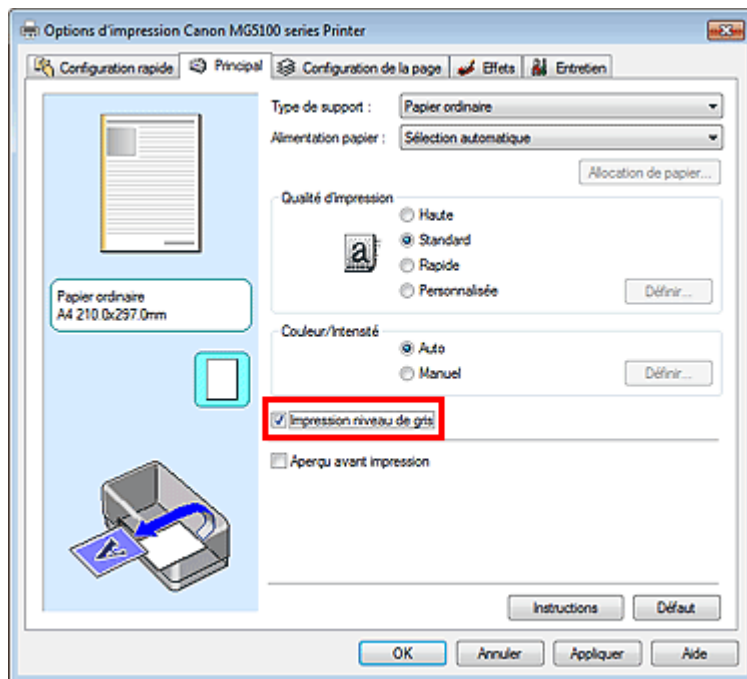 Options d'impression Canon MG5100 series Printer
Configuration rapide Principal Configuration de la page Effets Entretien
Type de support : Papier ordinaire
Alimentation papier : Sélection automatique
Allocation de papier...
Qualité d'impression
Haute
a Standard
Rapide
Personnalisée Définir...
Papier ordinaire
A4 210.0x297.0mm
Couleur/Intensité
Auto
Manuel Définir...
Impression niveau de gris
Aperçu avant impression
A
Instructions Défaut
OK Annuler Appliquer Aide